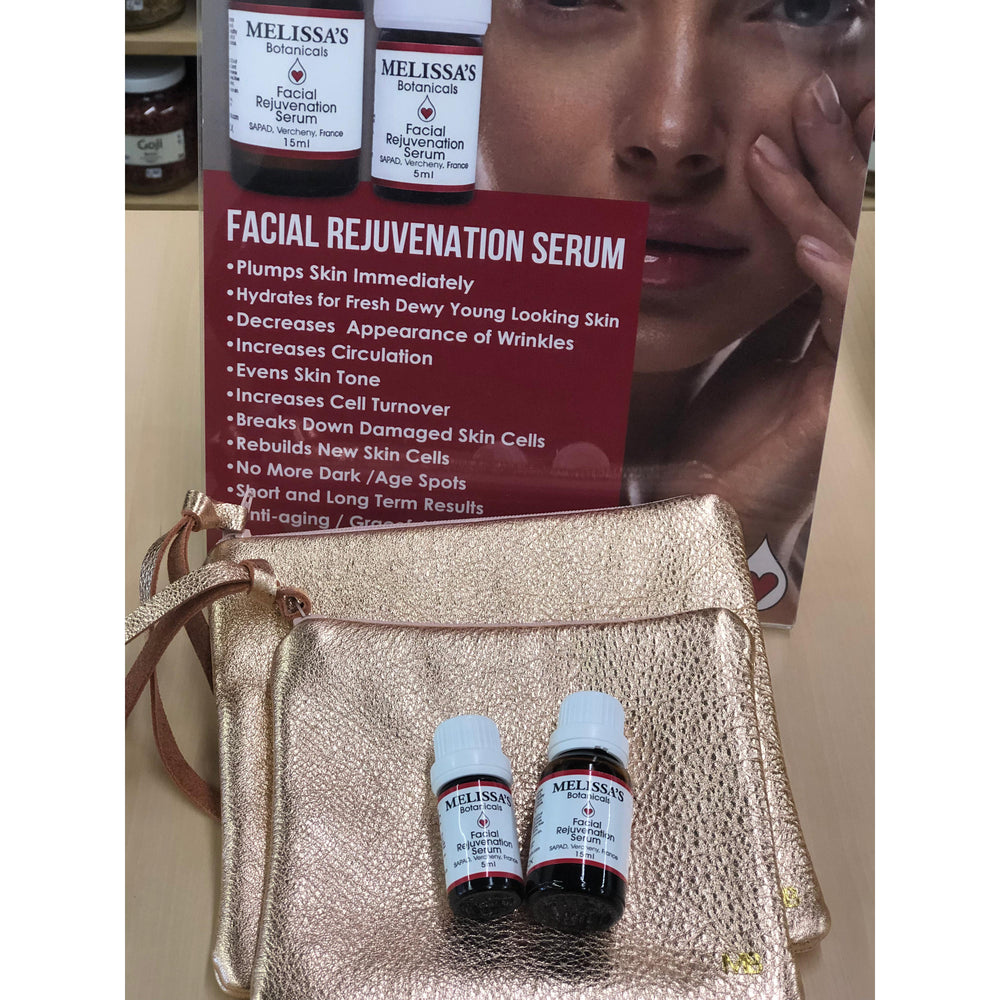 Goji
MELISSA'S
Botanicals
Facial
Rejuvenation
Serum
SAPAD, Vercheny, France
15ml
MELISSA'S
Botanicals
Facial
Rejuvenation
Serum
SAPAD, Vercheny, France
5ml
FACIAL REJUVENATION SERUM
•Plumps Skin Immediately
•Hydrates for Fresh Dewy Young Looking Skin
•Decreases Appearance of Wrinkles
•Increases Circulation
•Evens Skin Tone
•Increases Cell Turnover
•Breaks Down Damaged Skin Cells
•Rebuilds New Skin Cells
•No More Dark /Age Spots
•Short and Long Term Results
nti-aging /
MELISSA'S
Botanicals
Facial
Rejuvenation
Serum
SAPAD, Vercheny, France
5ml
MELISSA'S
Botanicals
Facial
Rejuvenation
Serum
SAPAD, Vercheny, France
15ml